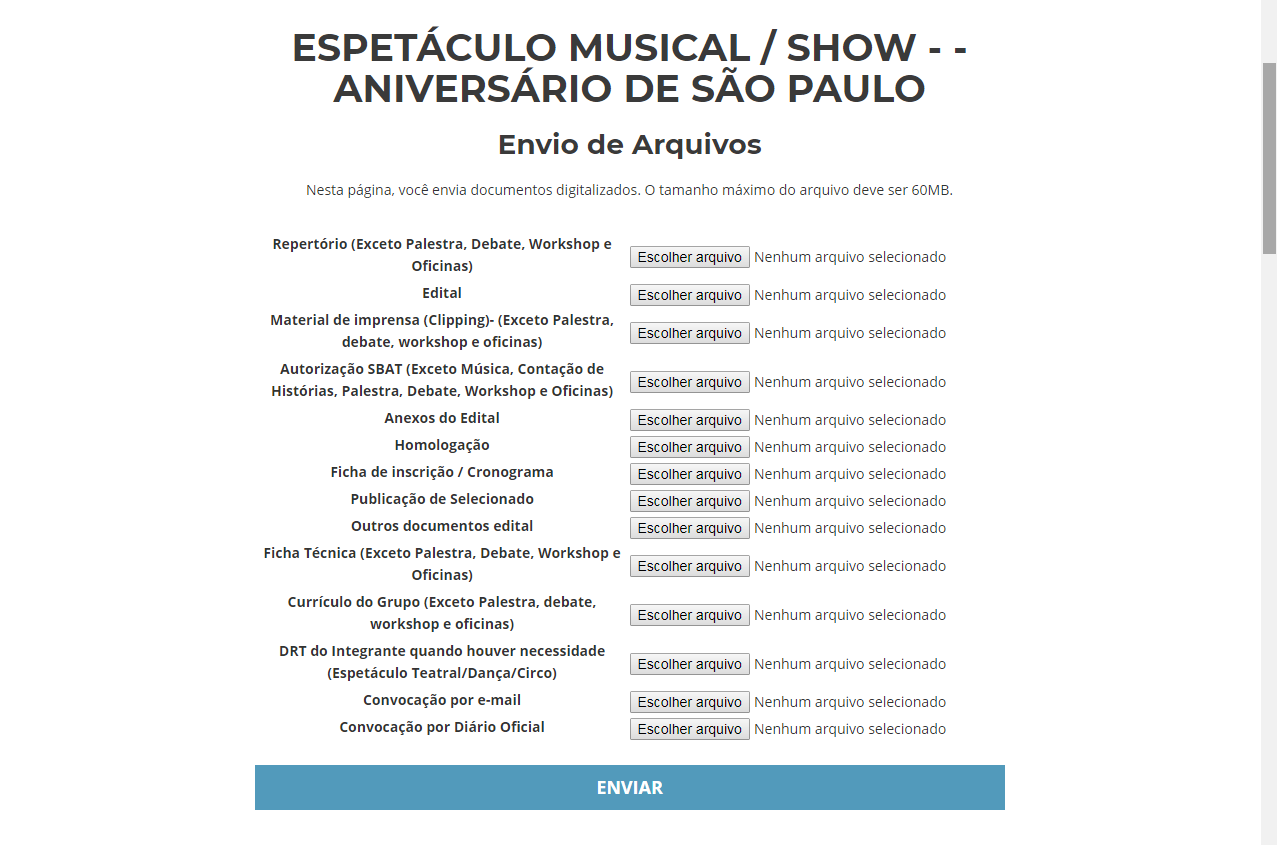 ESPETÁCULO MUSICAL / SHOW - -
ANIVERSÁRIO DE SÃO PAULO
Envio de Arquivos
Nesta página, você envia documentos digitalizados. O tamanho máximo do arquivo deve ser 60MB.
Repertório (Exceto Palestra, Debate, Workshop e
Oficinas)
Escolher arquivo Nenhum arquivo selecionado
Edital
Escolher arquivo Nenhum arquivo selecionado
Material de imprensa (Clipping)- (Exceto Palestra,
debate, workshop e oficinas)
Escolher arquivo Nenhum arquivo selecionado
Autorização SBAT (Exceto Música, Contação de
Histórias, Palestra, Debate, Workshop e Oficinas)
Escolher arquivo Nenhum arquivo selecionado
Anexos do Edital
Escolher arquivo Nenhum arquivo selecionado
Homologação
Escolher arquivo Nenhum arquivo selecionado
Ficha de inscrição / Cronograma
Escolher arquivo Nenhum arquivo selecionado
Publicação de Selecionado
Escolher arquivo Nenhum arquivo selecionado
Outros documentos edital
Escolher arquivo Nenhum arquivo selecionado
Ficha Técnica (Exceto Palestra, Debate, Workshop e
Oficinas)
Escolher arquivo Nenhum arquivo selecionado
Currículo do Grupo (Exceto Palestra, debate,
workshop e oficinas)
Escolher arquivo Nenhum arquivo selecionado
DRT do Integrante quando houver necessidade
(Espetáculo Teatral/Dança/Circo)
Escolher arquivo Nenhum arquivo selecionado
Convocação por e-mail
Escolher arquivo Nenhum arquivo selecionado
Convocação por Diário Oficial
Escolher arquivo Nenhum arquivo selecionado
ENVIAR